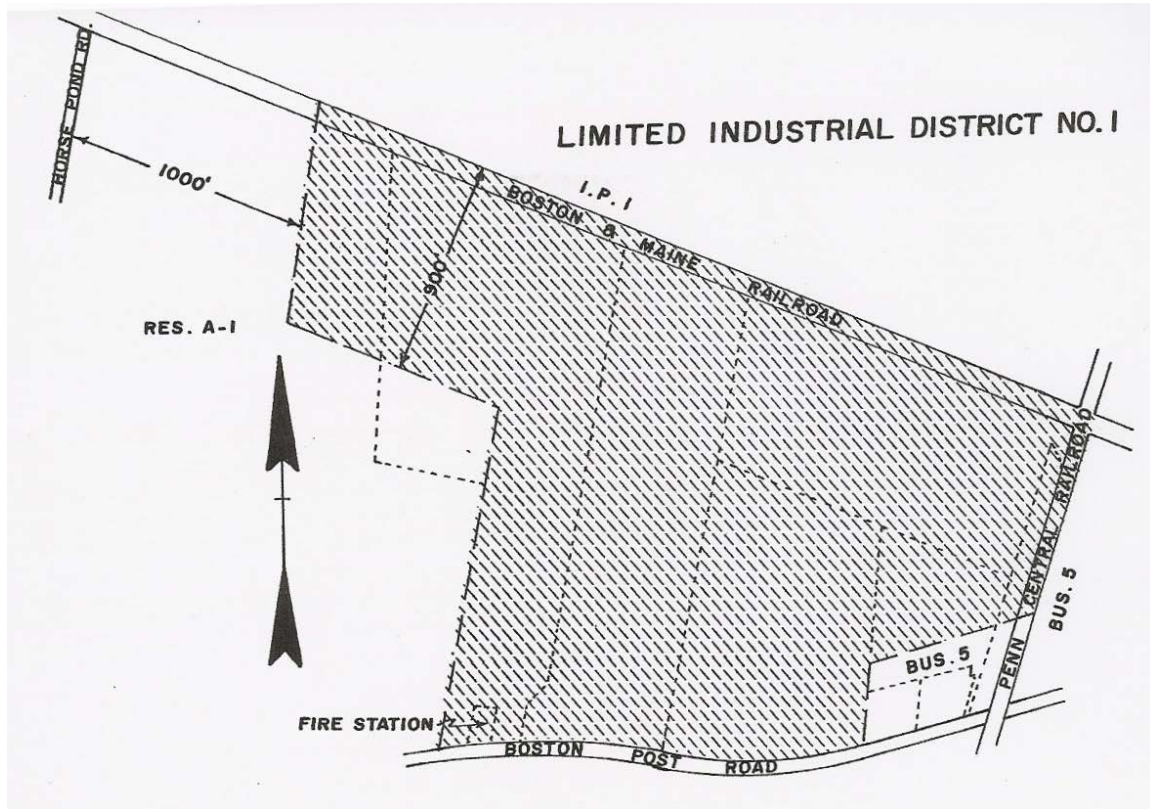 HORSE POND RD.
LIMITED INDUSTRIAL DISTRICT NO. 1
1000'
I. P. I
BOSTON & MAINE RAILROAD
900'
RES. A-1
PENN CENTRAL RAILROAD
BUS. 5
BUS. 5
FIRE STATION
BOSTON POST ROAD